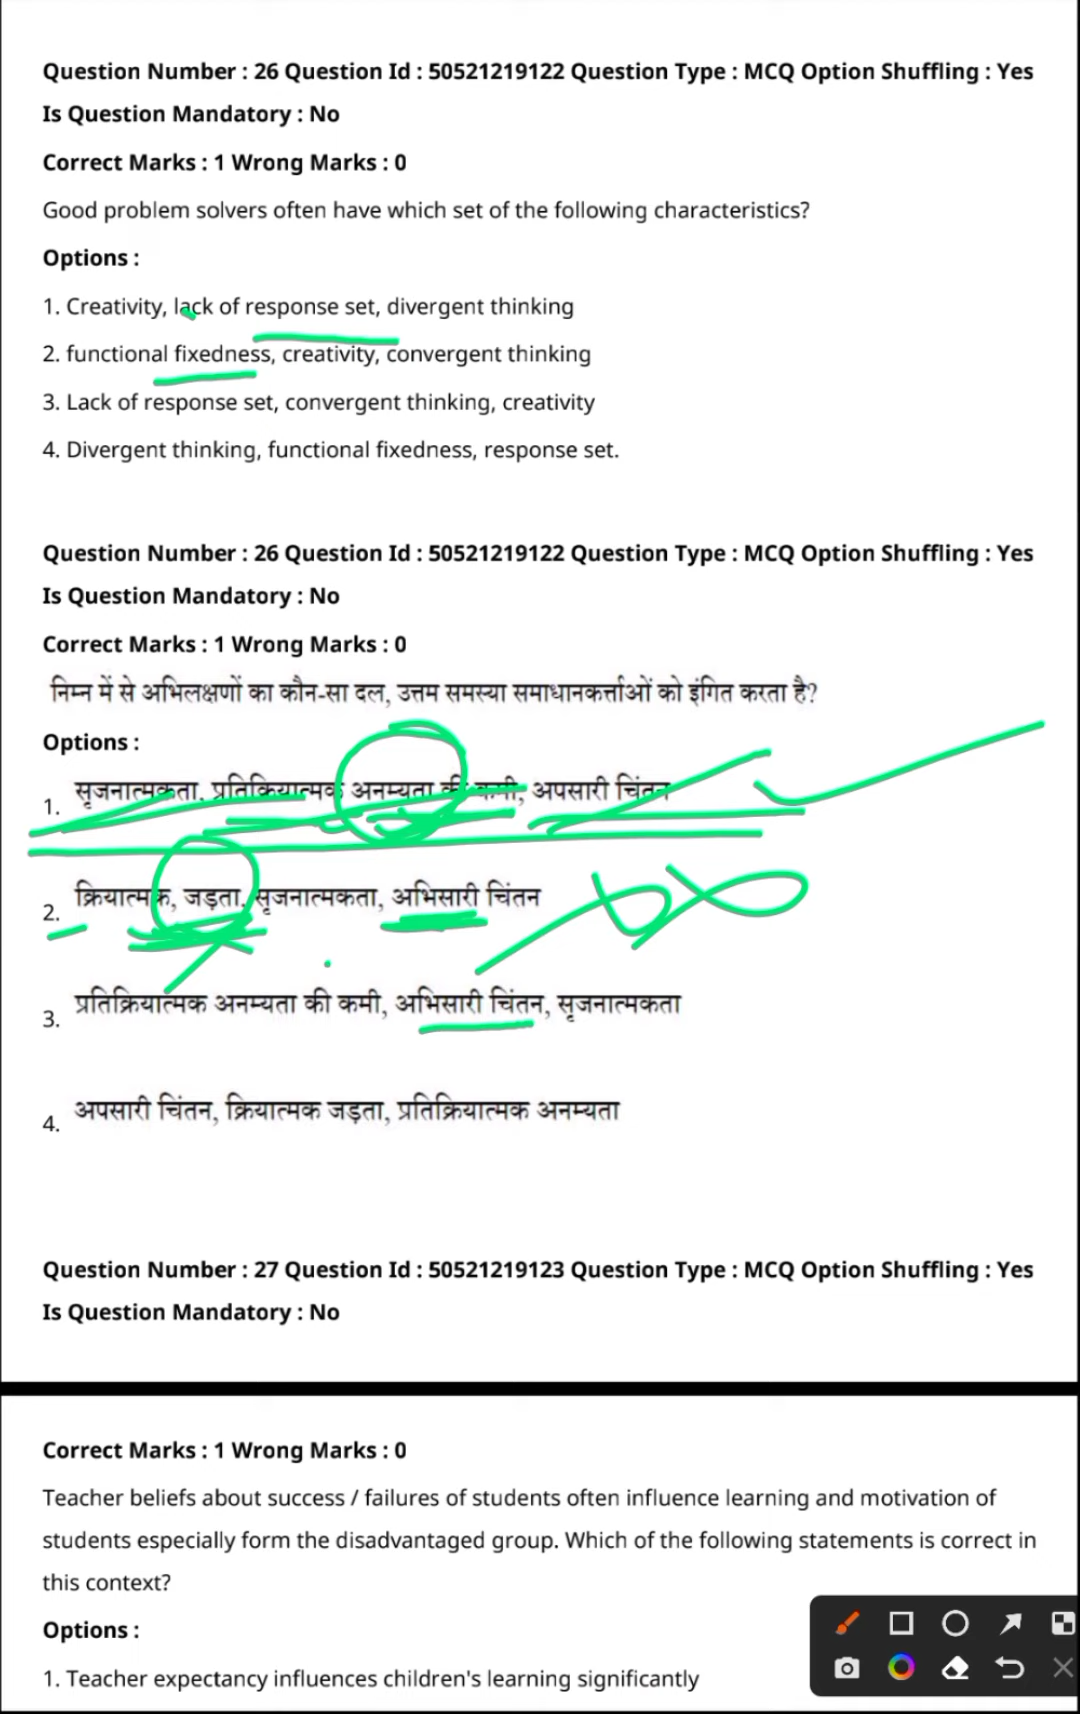 Question Number : 26 Question Id : 50521219122 Question Type : MCQ Option Shuffling : Yes
Is Question Mandatory : No
Correct Marks : 1 Wrong Marks : 0
Good problem solvers often have which set of the following characteristics?
Options :
1. Creativity, lack of response set, divergent thinking
2. functional fixedness, creativity, convergent thinking
3. Lack of response set, convergent thinking, creativity
4. Divergent thinking, functional fixedness, response set.
Question Number : 26 Question Id : 50521219122 Question Type : MCQ Option Shuffling : Yes
Is Question Mandatory : No
Correct Marks : 1 Wrong Marks : 0
निम्न में से अभिलक्षणों का कौन-सा दल, उत्तम समस्या समाधानकर्त्ताओं को इंगित करता है?
Options :
1. सृजनात्मकता, प्रतिक्रियात्मक अनम्यता की कमी, अपसारी चिंतन
2. क्रियात्मक, जड़ता, सृजनात्मकता, अभिसारी चिंतन
3. प्रतिक्रियात्मक अनम्यता की कमी, अभिसारी चिंतन, सृजनात्मकता
4. अपसारी चिंतन, क्रियात्मक जड़ता, प्रतिक्रियात्मक अनम्यता
Question Number : 27 Question Id : 50521219123 Question Type : MCQ Option Shuffling : Yes
Is Question Mandatory : No
Correct Marks : 1 Wrong Marks : 0
Teacher beliefs about success / failures of students often influence learning and motivation of
students especially form the disadvantaged group. Which of the following statements is correct in
this context?
Options :
1. Teacher expectancy influences children's learning significantly